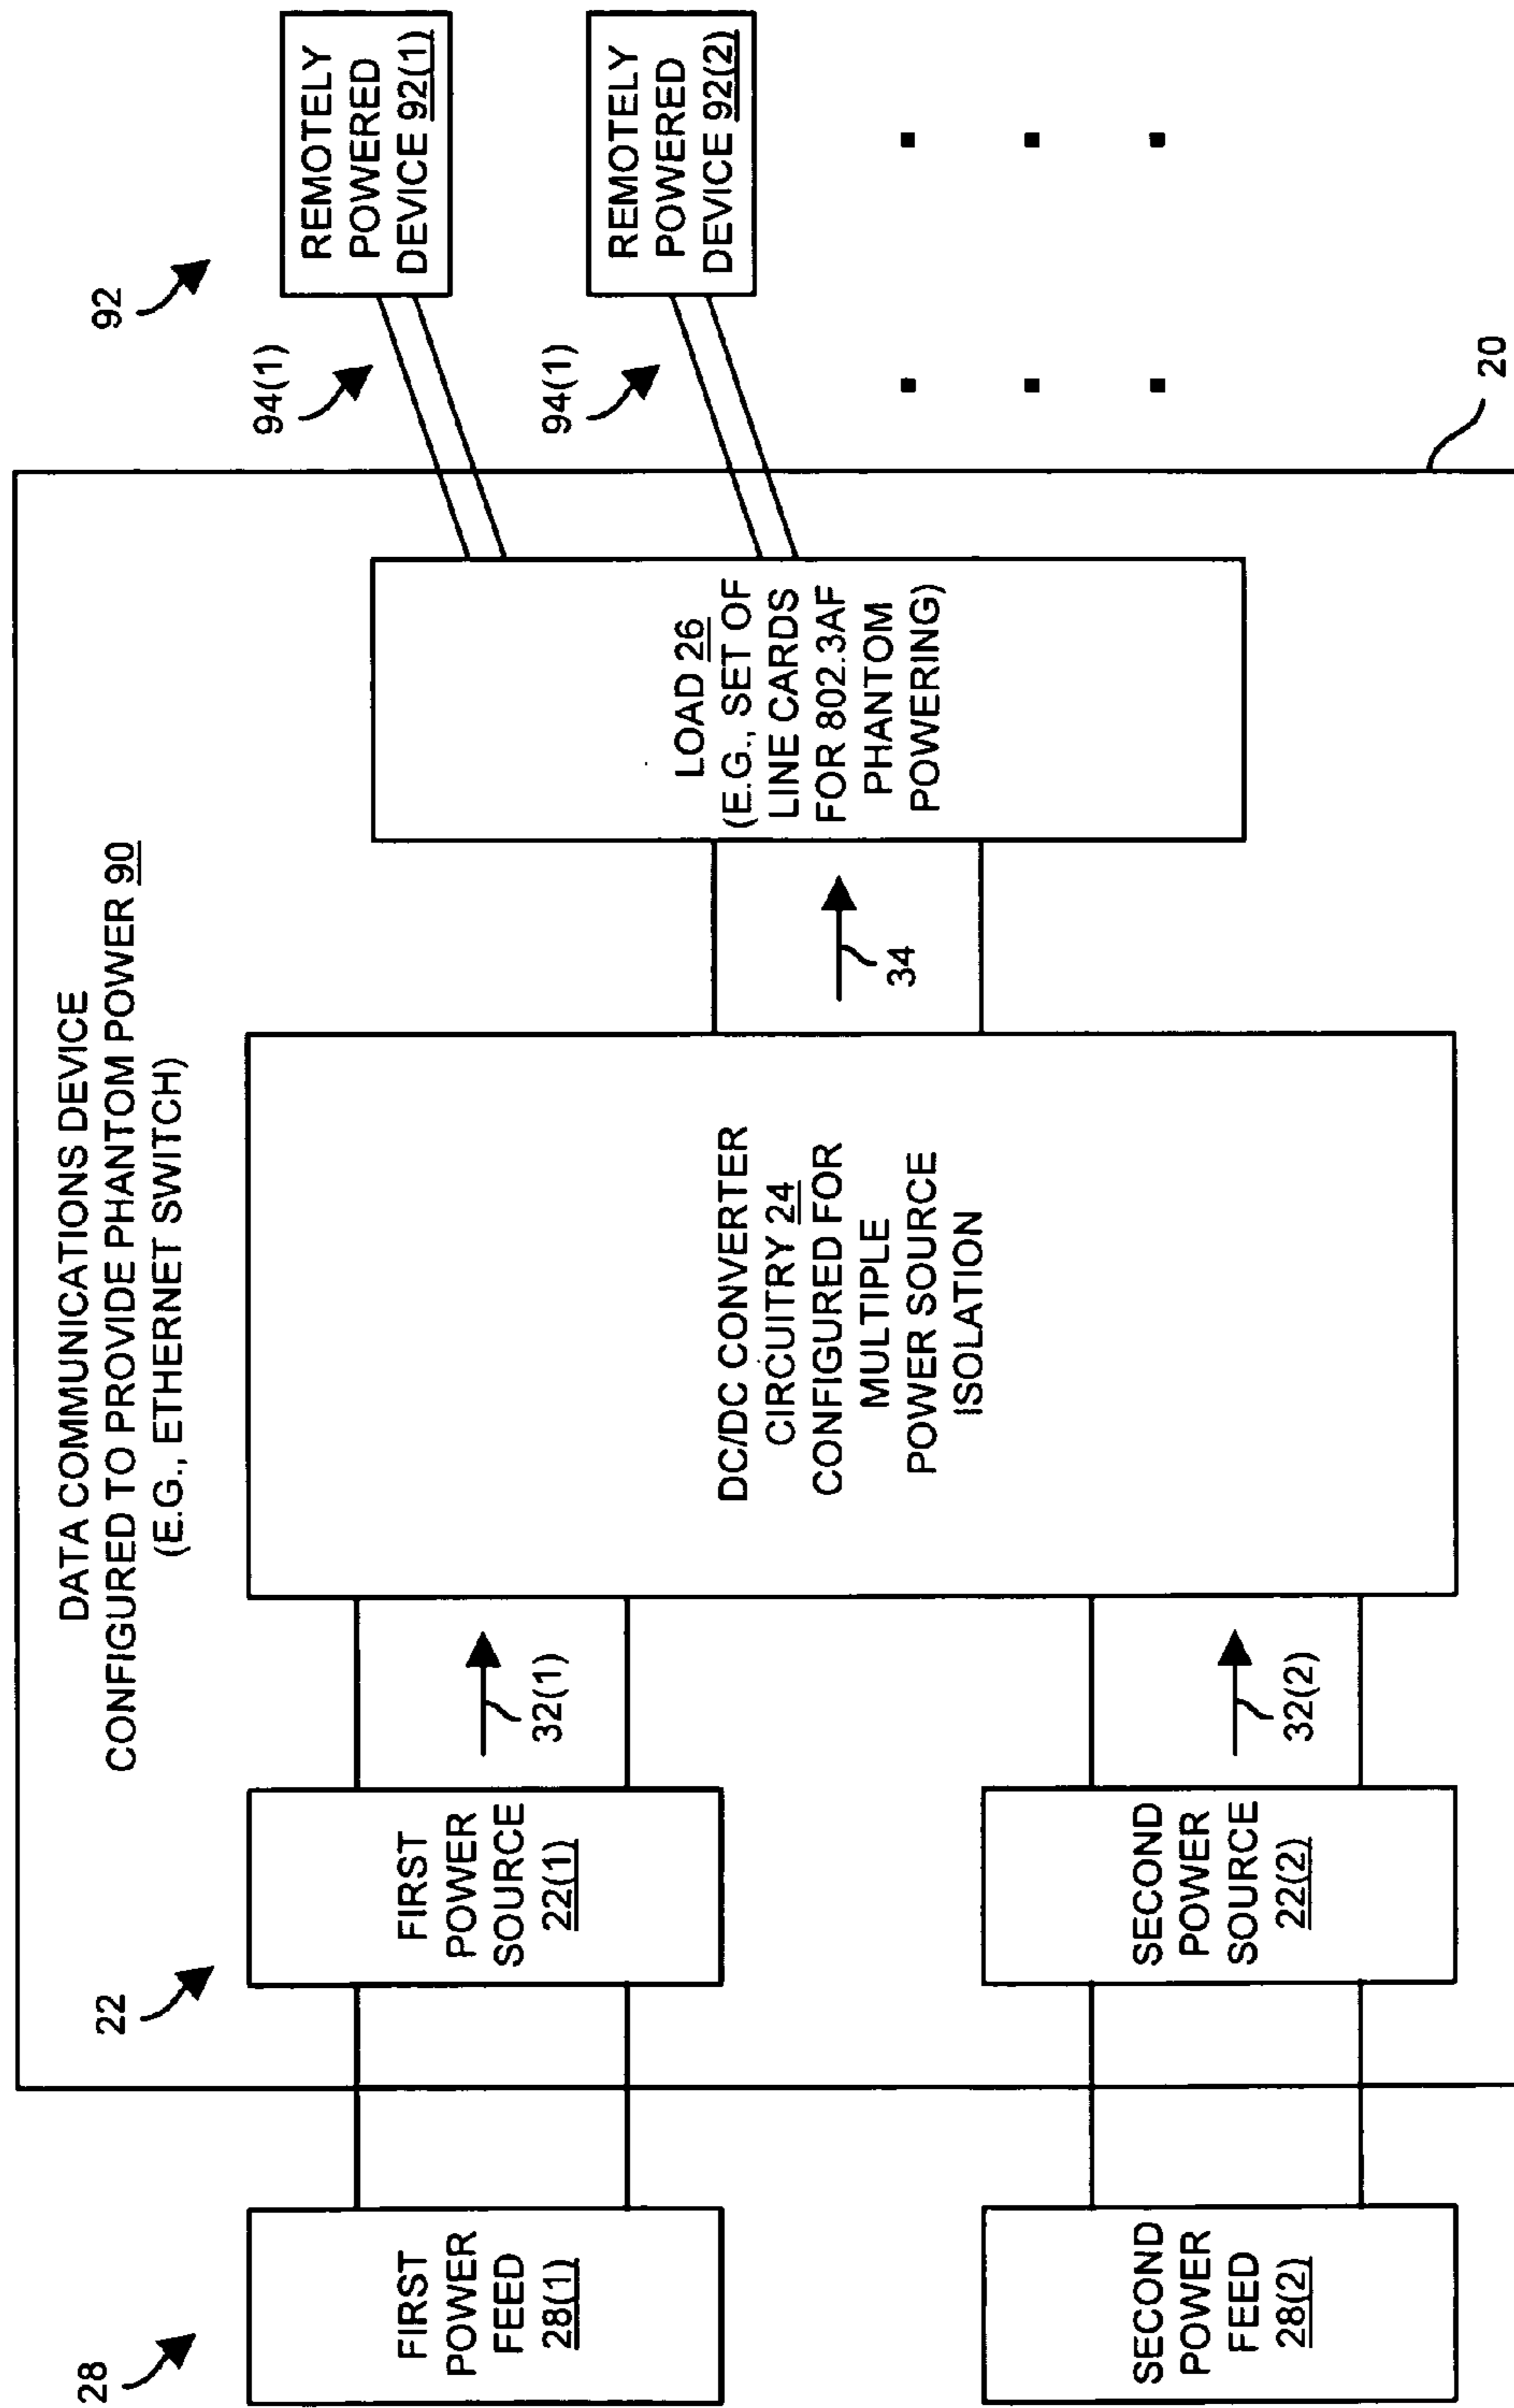 DATA COMMUNICATIONS DEVICE
CONFIGURED TO PROVIDE PHANTOM POWER 90
(E.G., ETHERNET SWITCH)
28
FIRST
POWER
FEED
28(1)
SECOND
POWER
FEED
28(2)
22
FIRST
POWER
SOURCE
22(1)
SECOND
POWER
SOURCE
22(2)
32(1)
32(2)
DC/DC CONVERTER
CIRCUITRY 24
CONFIGURED FOR
MULTIPLE
POWER SOURCE
ISOLATION
34
LOAD 26
(E.G., SET OF
LINE CARDS
FOR 802.3AF
PHANTOM
POWERING)
94(1)
94(1)
92
REMOTELY
POWERED
DEVICE 92(1)
REMOTELY
POWERED
DEVICE 92(2)
20